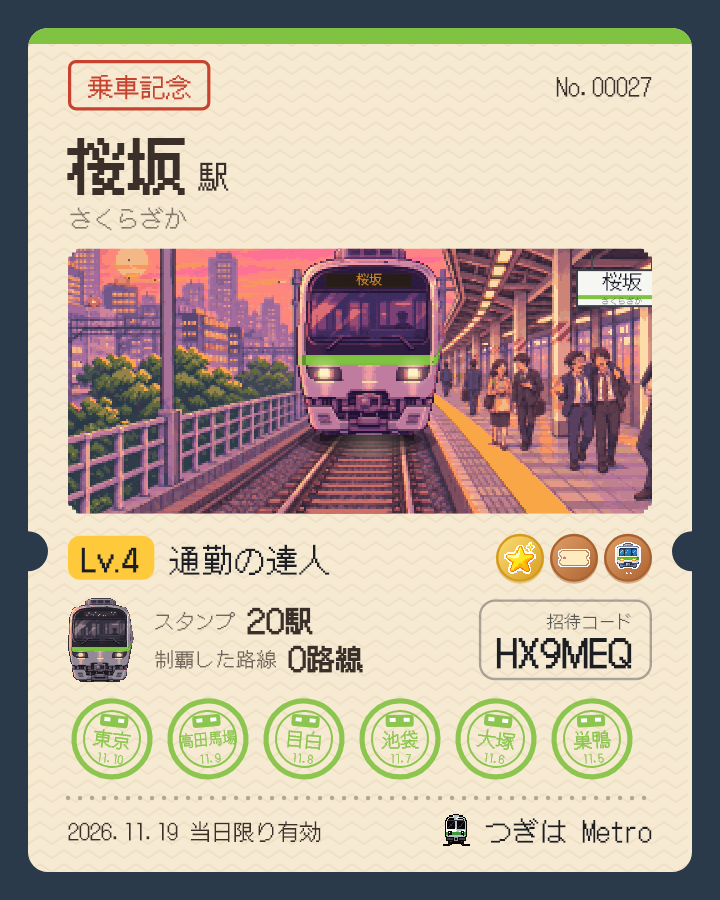 乗車記念
No. 00027
桜坂 駅
さくらざか
桜坂
桜坂
さくらざか
Lv.4 通勤の達人
スタンプ 20駅
制覇した路線 0路線
招待コード
HX9MEQ
東京 11.10
高田馬場 11.9
目白 11.8
池袋 11.7
大塚 11.6
巣鴨 11.5
2026.11.19 当日限り有効
つぎは Metro